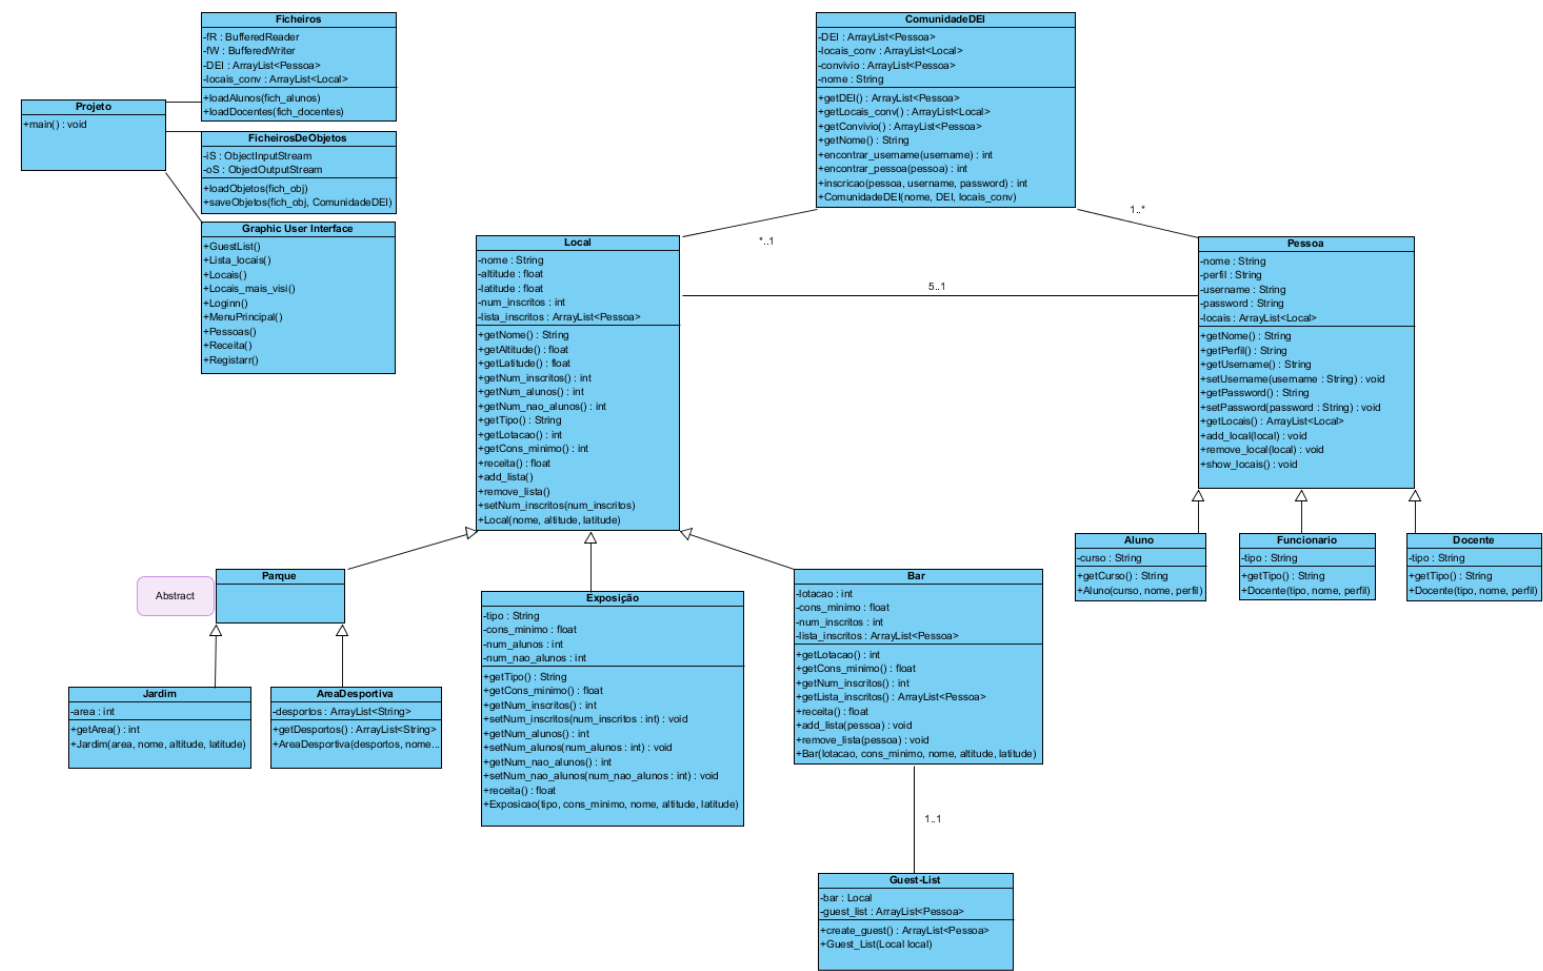 Ficheiros
-fR : BufferedReader
-fW : BufferedWriter
-DEI : ArrayList<Pessoa>
-locais_conv : ArrayList<Local>
+loadAlunos(fich_alunos)
+loadDocentes(fich_docentes)
Projeto
+main() : void
FicheirosDeObjetos
-iS : ObjectInputStream
-oS : ObjectOutputStream
+loadObjetos(fich_obj)
+saveObjetos(fich_obj, ComunidadeDEI)
Graphic User Interface
+GuestList()
+Lista_locais()
+Locais()
+Locais_mais_visi()
+Loginn()
+MenuPrincipal()
+Pessoas()
+Receita()
+Registarr()
ComunidadeDEI
-DEI : ArrayList<Pessoa>
-locais_conv : ArrayList<Local>
-convivio : ArrayList<Pessoa>
-nome : String
+getDEI() : ArrayList<Pessoa>
+getLocais_conv() : ArrayList<Local>
+getConvivio() : ArrayList<Pessoa>
+getNome() : String
+encontrar_username(username) : int
+encontrar_pessoa(pessoa) : int
+inscricao(pessoa, username, password) : int
+ComunidadeDEI(nome, DEI, locais_conv)
*..1
1..*
5..1
Local
-nome : String
-altitude : float
-latitude : float
-num_inscritos : int
-lista_inscritos : ArrayList<Pessoa>
+getNome() : String
+getAltitude() : float
+getLatitude() : float
+getNum_inscritos() : int
+getNum_alunos() : int
+getNum_nao_alunos() : int
+getTipo() : String
+getLotacao() : int
+getCons_minimo() : int
+receita() : float
+add_lista()
+remove_lista()
+setNum_inscritos(num_inscritos)
+Local(nome, altitude, latitude)
Pessoa
-nome : String
-perfil : String
-username : String
-password : String
-locais : ArrayList<Local>
+getNome() : String
+getPerfil() : String
+getUsername() : String
+setUsername(username : String) : void
+getPassword() : String
+setPassword(password : String) : void
+getLocais() : ArrayList<Local>
+add_local(local) : void
+remove_local(local) : void
+show_locais() : void
Aluno
-curso : String
+getCurso() : String
+Aluno(curso, nome, perfil)
Funcionario
-tipo : String
+getTipo() : String
+Docente(tipo, nome, perfil)
Docente
-tipo : String
+getTipo() : String
+Docente(tipo, nome, perfil)
Abstract
Parque
Jardim
-area : int
+getArea() : int
+Jardim(area, nome, altitude, latitude)
AreaDesportiva
-desportos : ArrayList<String>
+getDesportos() : ArrayList<String>
+AreaDesportiva(desportos, nome...
Exposição
-tipo : String
-cons_minimo : float
-num_alunos : int
-num_nao_alunos : int
+getTipo() : String
+getCons_minimo() : float
+getNum_inscritos() : int
+setNum_inscritos(num_inscritos : int) : void
+getNum_alunos() : int
+setNum_alunos(num_alunos : int) : void
+getNum_nao_alunos() : int
+setNum_nao_alunos(num_nao_alunos : int) : void
+receita() : float
+Exposicao(tipo, cons_minimo, nome, altitude, latitude)
Bar
-lotacao : int
-cons_minimo : float
-num_inscritos : int
-lista_inscritos : ArrayList<Pessoa>
+getLotacao() : int
+getCons_minimo() : float
+getNum_inscritos() : int
+getLista_inscritos() : ArrayList<Pessoa>
+receita() : float
+add_lista(pessoa) : void
+remove_lista(pessoa) : void
+Bar(lotacao, cons_minimo, nome, altitude, latitude)
1..1
Guest-List
-bar : Local
-guest_list : ArrayList<Pessoa>
+create_guest() : ArrayList<Pessoa>
+Guest_List(Local local)